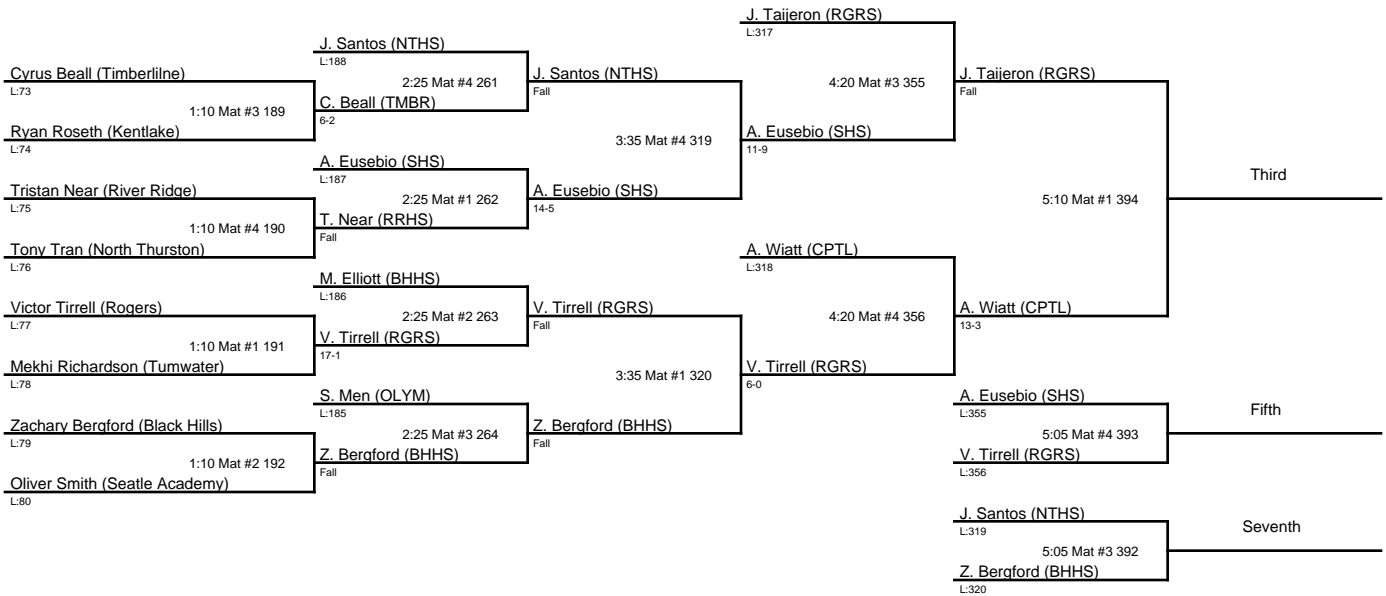 J. Taijeron (RGRS)
L:317
J. Santos (NTHS)
L:188
Cyrus Beall (Timberlilne)
L:73
2:25 Mat #4 261
J. Santos (NTHS)
Fall
4:20 Mat #3 355
J. Taijeron (RGRS)
Fall
1:10 Mat #3 189
C. Beall (TMBR)
6-2
Ryan Roseth (Kentlake)
L:74
3:35 Mat #4 319
A. Eusebio (SHS)
11-9
A. Eusebio (SHS)
L:187
Third
Tristan Near (River Ridge)
L:75
2:25 Mat #1 262
A. Eusebio (SHS)
14-5
5:10 Mat #1 394
1:10 Mat #4 190
T. Near (RRHS)
Fall
Tony Tran (North Thurston)
L:76
A. Wiatt (CPTL)
L:318
M. Elliott (BHHS)
L:186
Victor Tirrell (Rogers)
L:77
2:25 Mat #2 263
V. Tirrell (RGRS)
Fall
4:20 Mat #4 356
A. Wiatt (CPTL)
13-3
1:10 Mat #1 191
V. Tirrell (RGRS)
17-1
Mekhi Richardson (Tumwater)
L:78
3:35 Mat #1 320
V. Tirrell (RGRS)
6-0
S. Men (OLYM)
L:185
A. Eusebio (SHS)
L:355
Fifth
Zachary Bergford (Black Hills)
L:79
2:25 Mat #3 264
Z. Bergford (BHHS)
Fall
5:05 Mat #4 393
1:10 Mat #2 192
Z. Bergford (BHHS)
Fall
V. Tirrell (RGRS)
L:356
Oliver Smith (Seatle Academy)
L:80
J. Santos (NTHS)
L:319
Seventh
5:05 Mat #3 392
Z. Bergford (BHHS)
L:320